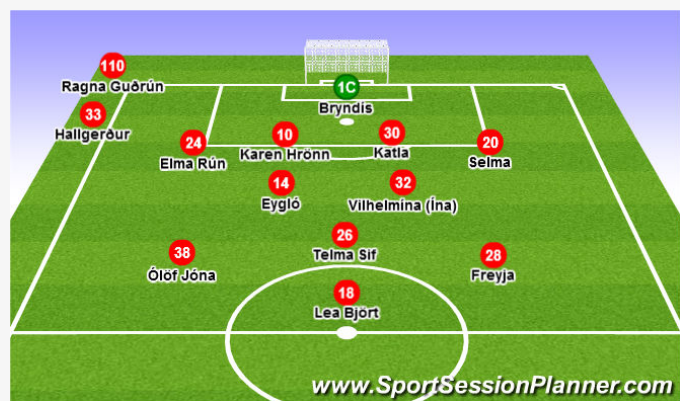 110
Ragna Guðrún
1C
Bryndis
33
Hallgerður
24
Elma Rún
10
Karen Hrönn
30
Katla
20
Selma
14
Eygló
32
Vilhelmína (Ína)
38
Ólöf Jóna
26
Telma Sif
28
Freyja
18
Lea Björt
www.SportSessionPlanner.com